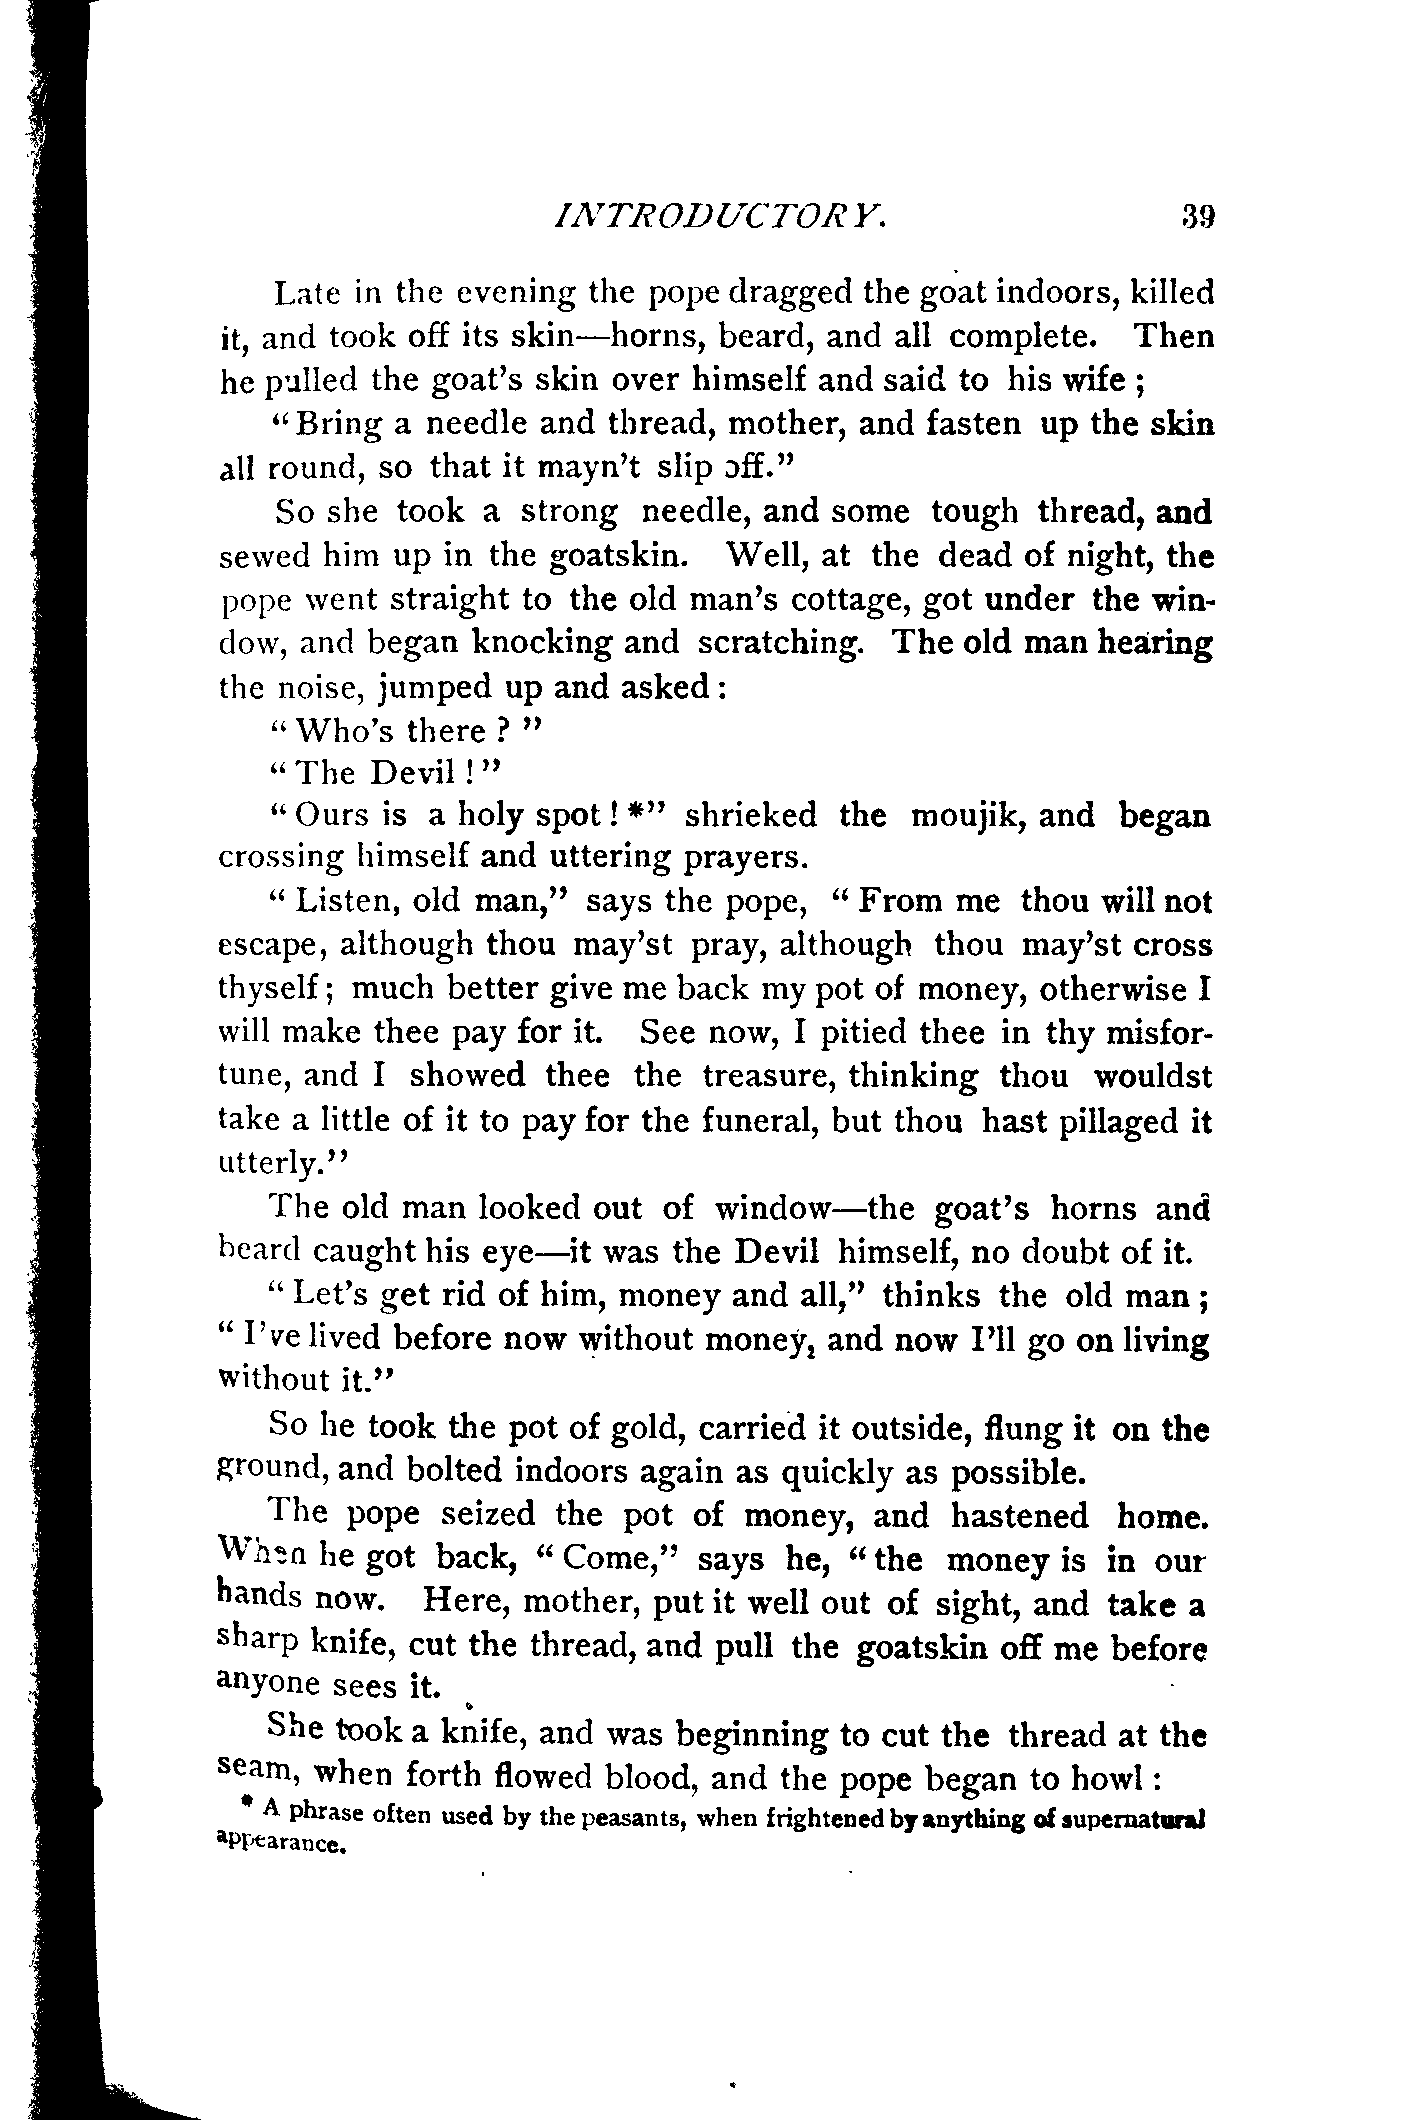 INTRODUCTORY. 39
Late in the evening the pope dragged the goat indoors, killed
it, and took off its skin—horns, beard, and all complete. Then
he pulled the goat's skin over himself and said to his wife ;
"Bring a needle and thread, mother, and fasten up the skin
all round, so that it mayn't slip off."
So she took a strong needle, and some tough thread, and
sewed him up in the goatskin. Well, at the dead of night, the
pope went straight to the old man's cottage, got under the win-
dow, and began knocking and scratching. The old man hearing
the noise, jumped up and asked :
"Who's there ? "
"The Devil ! "
"Ours is a holy spot ! *" shrieked the moujik, and began
crossing himself and uttering prayers.
"Listen, old man," says the pope, "From me thou will not
escape, although thou may'st pray, although thou may'st cross
thyself ; much better give me back my pot of money, otherwise I
will make thee pay for it. See now, I pitied thee in thy misfor-
tune, and I showed thee the treasure, thinking thou wouldst
take a little of it to pay for the funeral, but thou hast pillaged it
utterly."
The old man looked out of window—the goat's horns and
beard caught his eye—it was the Devil himself, no doubt of it.
"Let's get rid of him, money and all," thinks the old man ;
"I've lived before now without money, and now I'll go on living
without it."
So he took the pot of gold, carried it outside, flung it on the
ground, and bolted indoors again as quickly as possible.
The pope seized the pot of money, and hastened home.
When he got back, "Come," says he, "the money is in our
hands now. Here, mother, put it well out of sight, and take a
sharp knife, cut the thread, and pull the goatskin off me before
anyone sees it.
She took a knife, and was beginning to cut the thread at the
seam, when forth flowed blood, and the pope began to howl :
* A phrase often used by the peasants, when frightened by anything of supernatural
appearance.